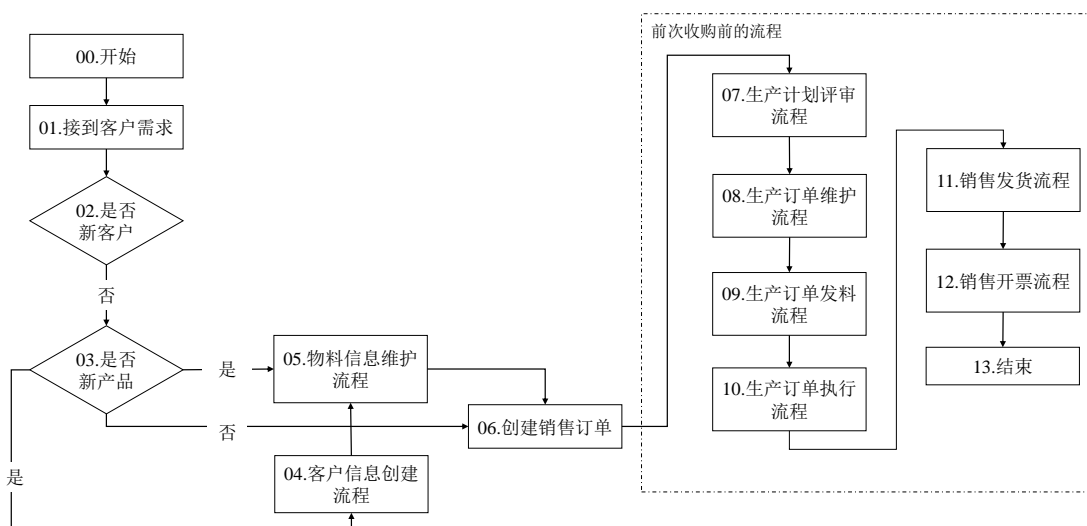 前次收购前的流程
00.开始
01.接到客户需求
02.是否
新客户
否
03.是否
新产品
是
05.物料信息维护
流程
否
06.创建销售订单
是
04.客户信息创建
流程
07.生产计划评审
流程
08.生产订单维护
流程
09.生产订单发料
流程
10.生产订单执行
流程
11.销售发货流程
12.销售开票流程
13.结束